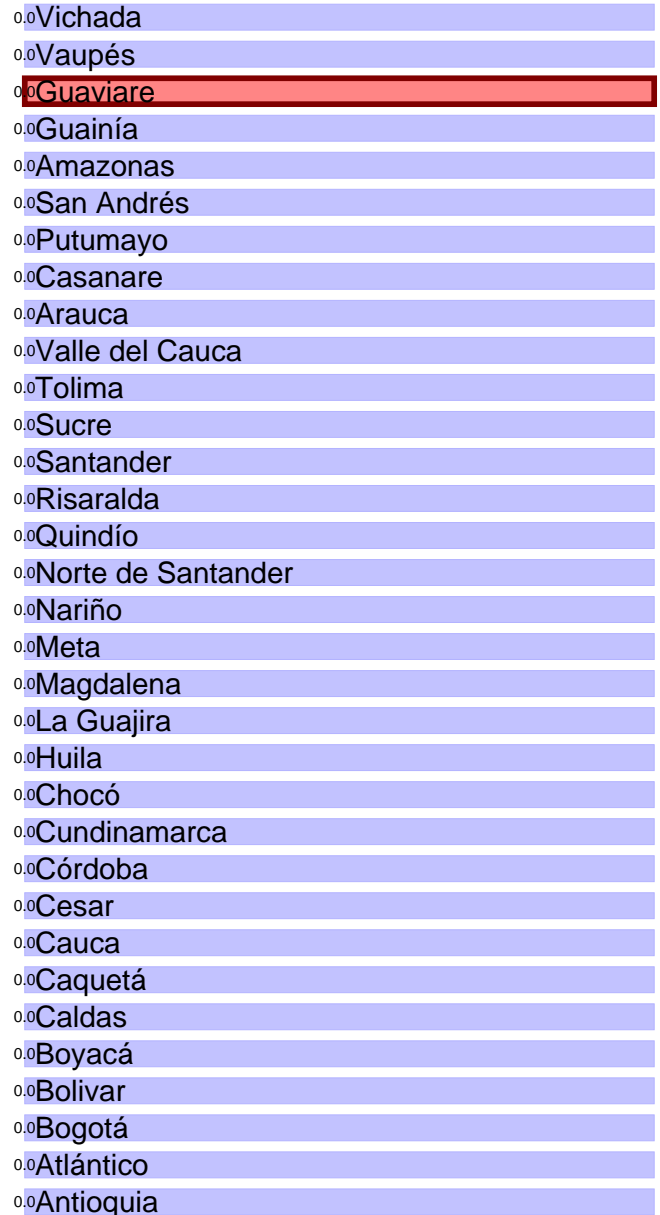 0.0Vichada
0.0Vaupés
0.0Guaviare
0.0Guainía
0.0Amazonas
0.0San Andrés
0.0Putumayo
0.0Casanare
0.0Arauca
0.0Valle del Cauca
0.0Tolima
0.0Sucre
0.0Santander
0.0Risaralda
0.0Quindío
0.0Norte de Santander
0.0Nariño
0.0Meta
0.0Magdalena
0.0La Guajira
0.0Huila
0.0Chocó
0.0Cundinamarca
0.0Córdoba
0.0Cesar
0.0Cauca
0.0Caquetá
0.0Caldas
0.0Boyacá
0.0Bolivar
0.0Bogotá
0.0Atlántico
0.0Antioquia